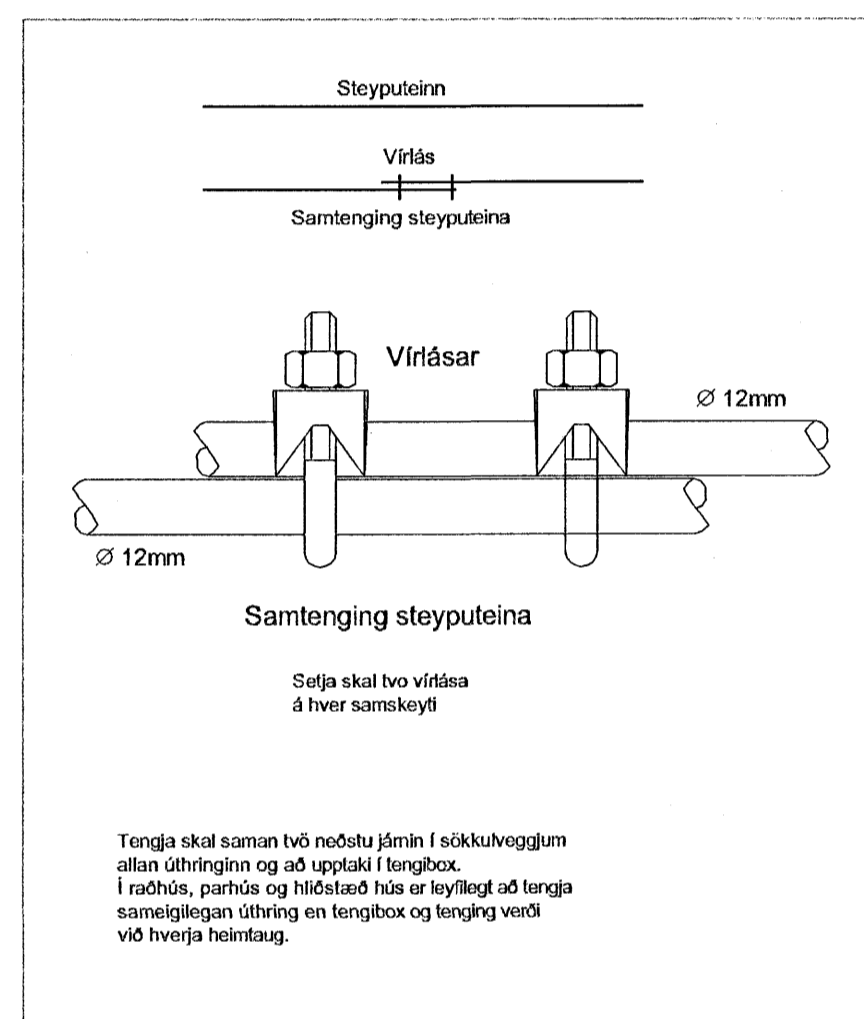 Steyputeinn
Vírlás
Samtenging steyputeina
Vírlásar
Ø 12mm
Ø 12mm
Samtenging steyputeina
Setja skal tvo vírlása
á hver samskeyti
Tengja skal saman tvö neðstu járnin í sökkulveggjum
allan úthringinn og að upptaki í tengibox.
Í raðhús, parhús og hliðstæð hús er leyfilegt að tengja
sameigilegan úthring en tengibox og tenging verði
við hverja heimtaug.